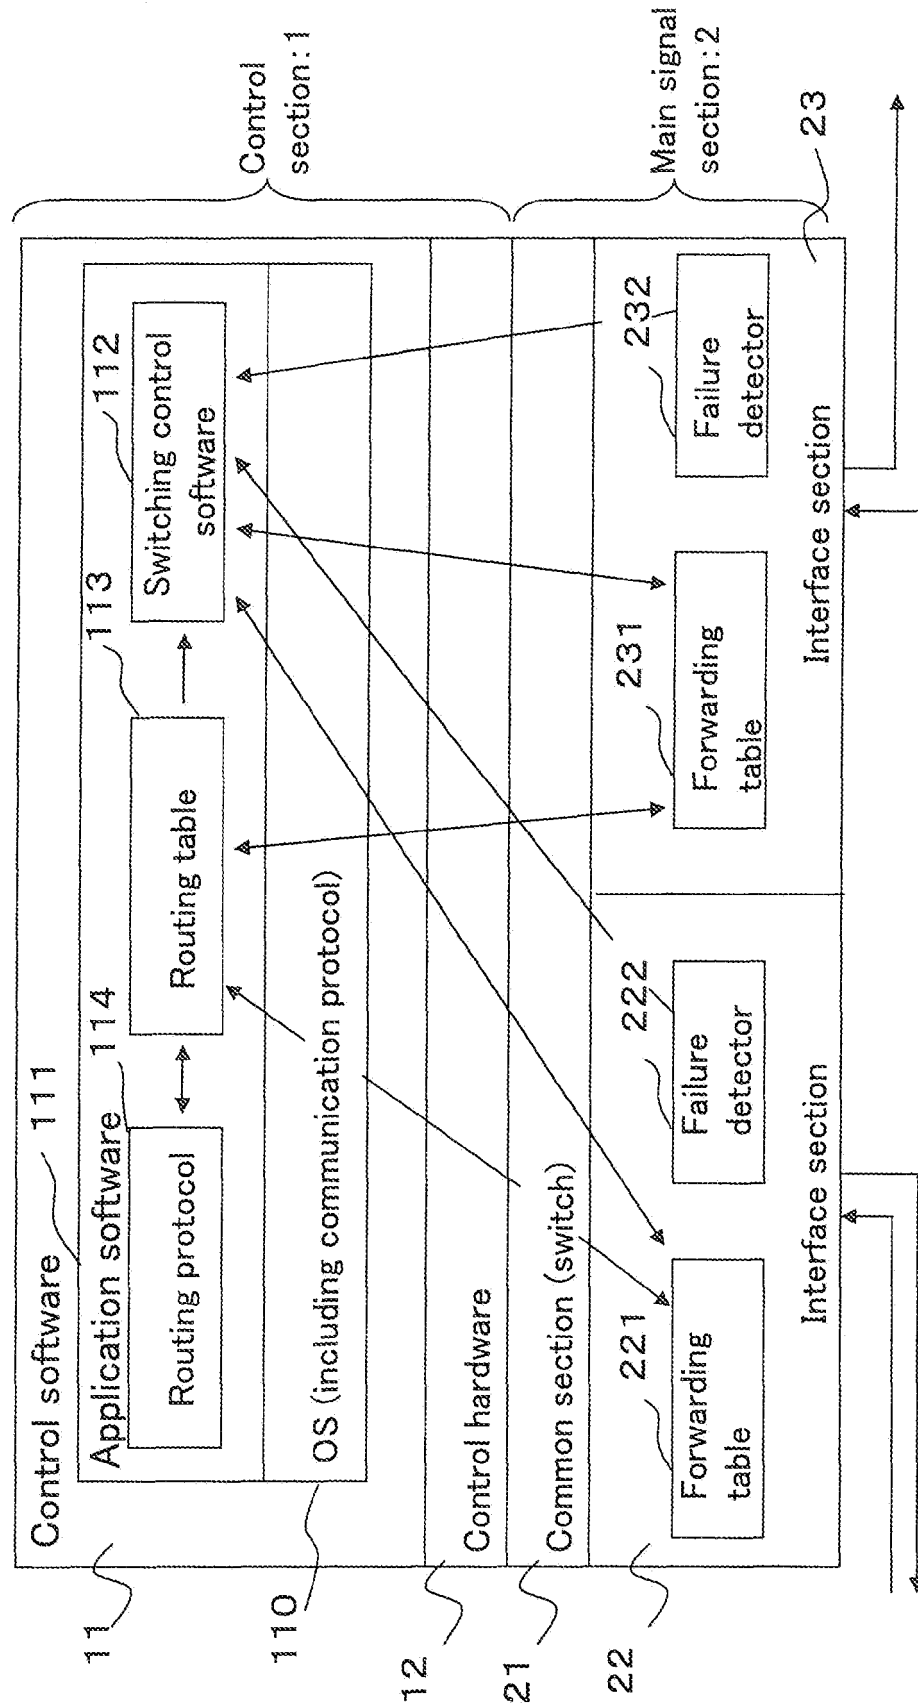 Control software
111
Application software
114
Routing protocol
Routing table
113
Switching control
software
112
OS (including communication protocol)
Control hardware
Common section (switch)
221
Forwarding
table
222
Failure
detector
Interface section
231
Forwarding
table
232
Failure
detector
Interface section
11
110
12
21
22
23
Control
section:1
Main signal
section:2